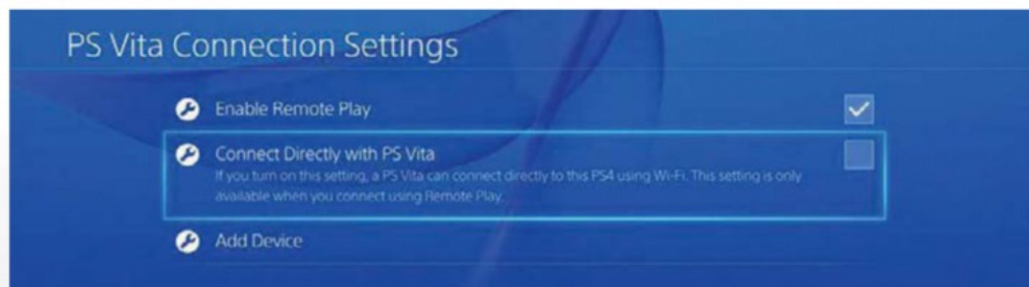 PS Vita Connection Settings
Enable Remote Play
Connect Directly with PS Vita
If you turn on this setting, a PS Vita can connect directly to this PS4 using Wi-Fi. This setting is only
available when you connect using Remote Play.
Add Device